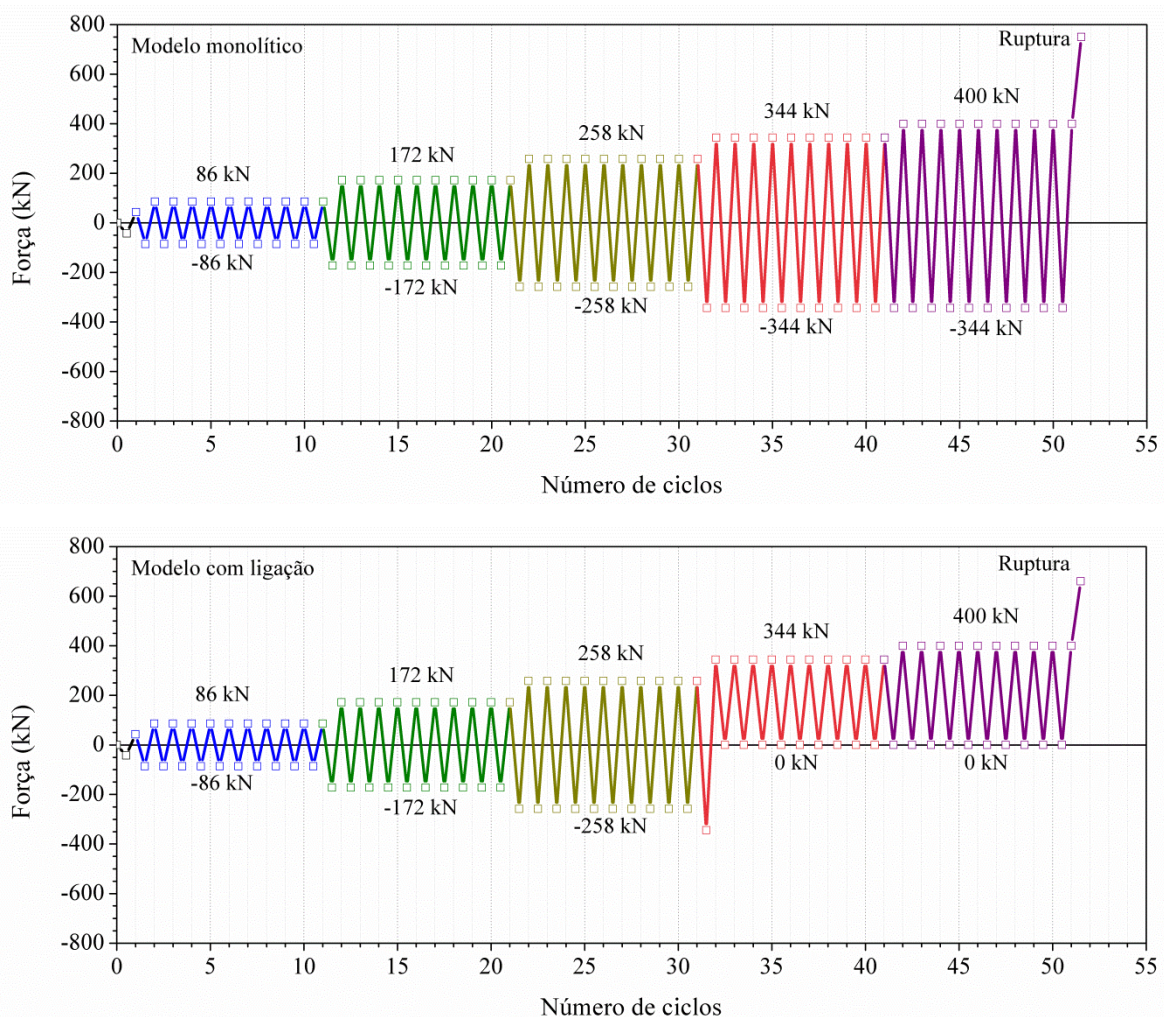 800
600
400
200
0
-200
-400
-600
-800
Força (kN)
Modelo monolítico
Ruptura
86 kN
172 kN
258 kN
344 kN
400 kN
-86 kN
-172 kN
-258 kN
-344 kN
-344 kN
0 5 10 15 20 25 30 35 40 45 50 55
Número de ciclos
800
600
400
200
0
-200
-400
-600
-800
Força (kN)
Modelo com ligação
Ruptura
86 kN
172 kN
258 kN
344 kN
400 kN
-86 kN
-172 kN
-258 kN
0 kN
0 kN
0 5 10 15 20 25 30 35 40 45 50 55
Número de ciclos